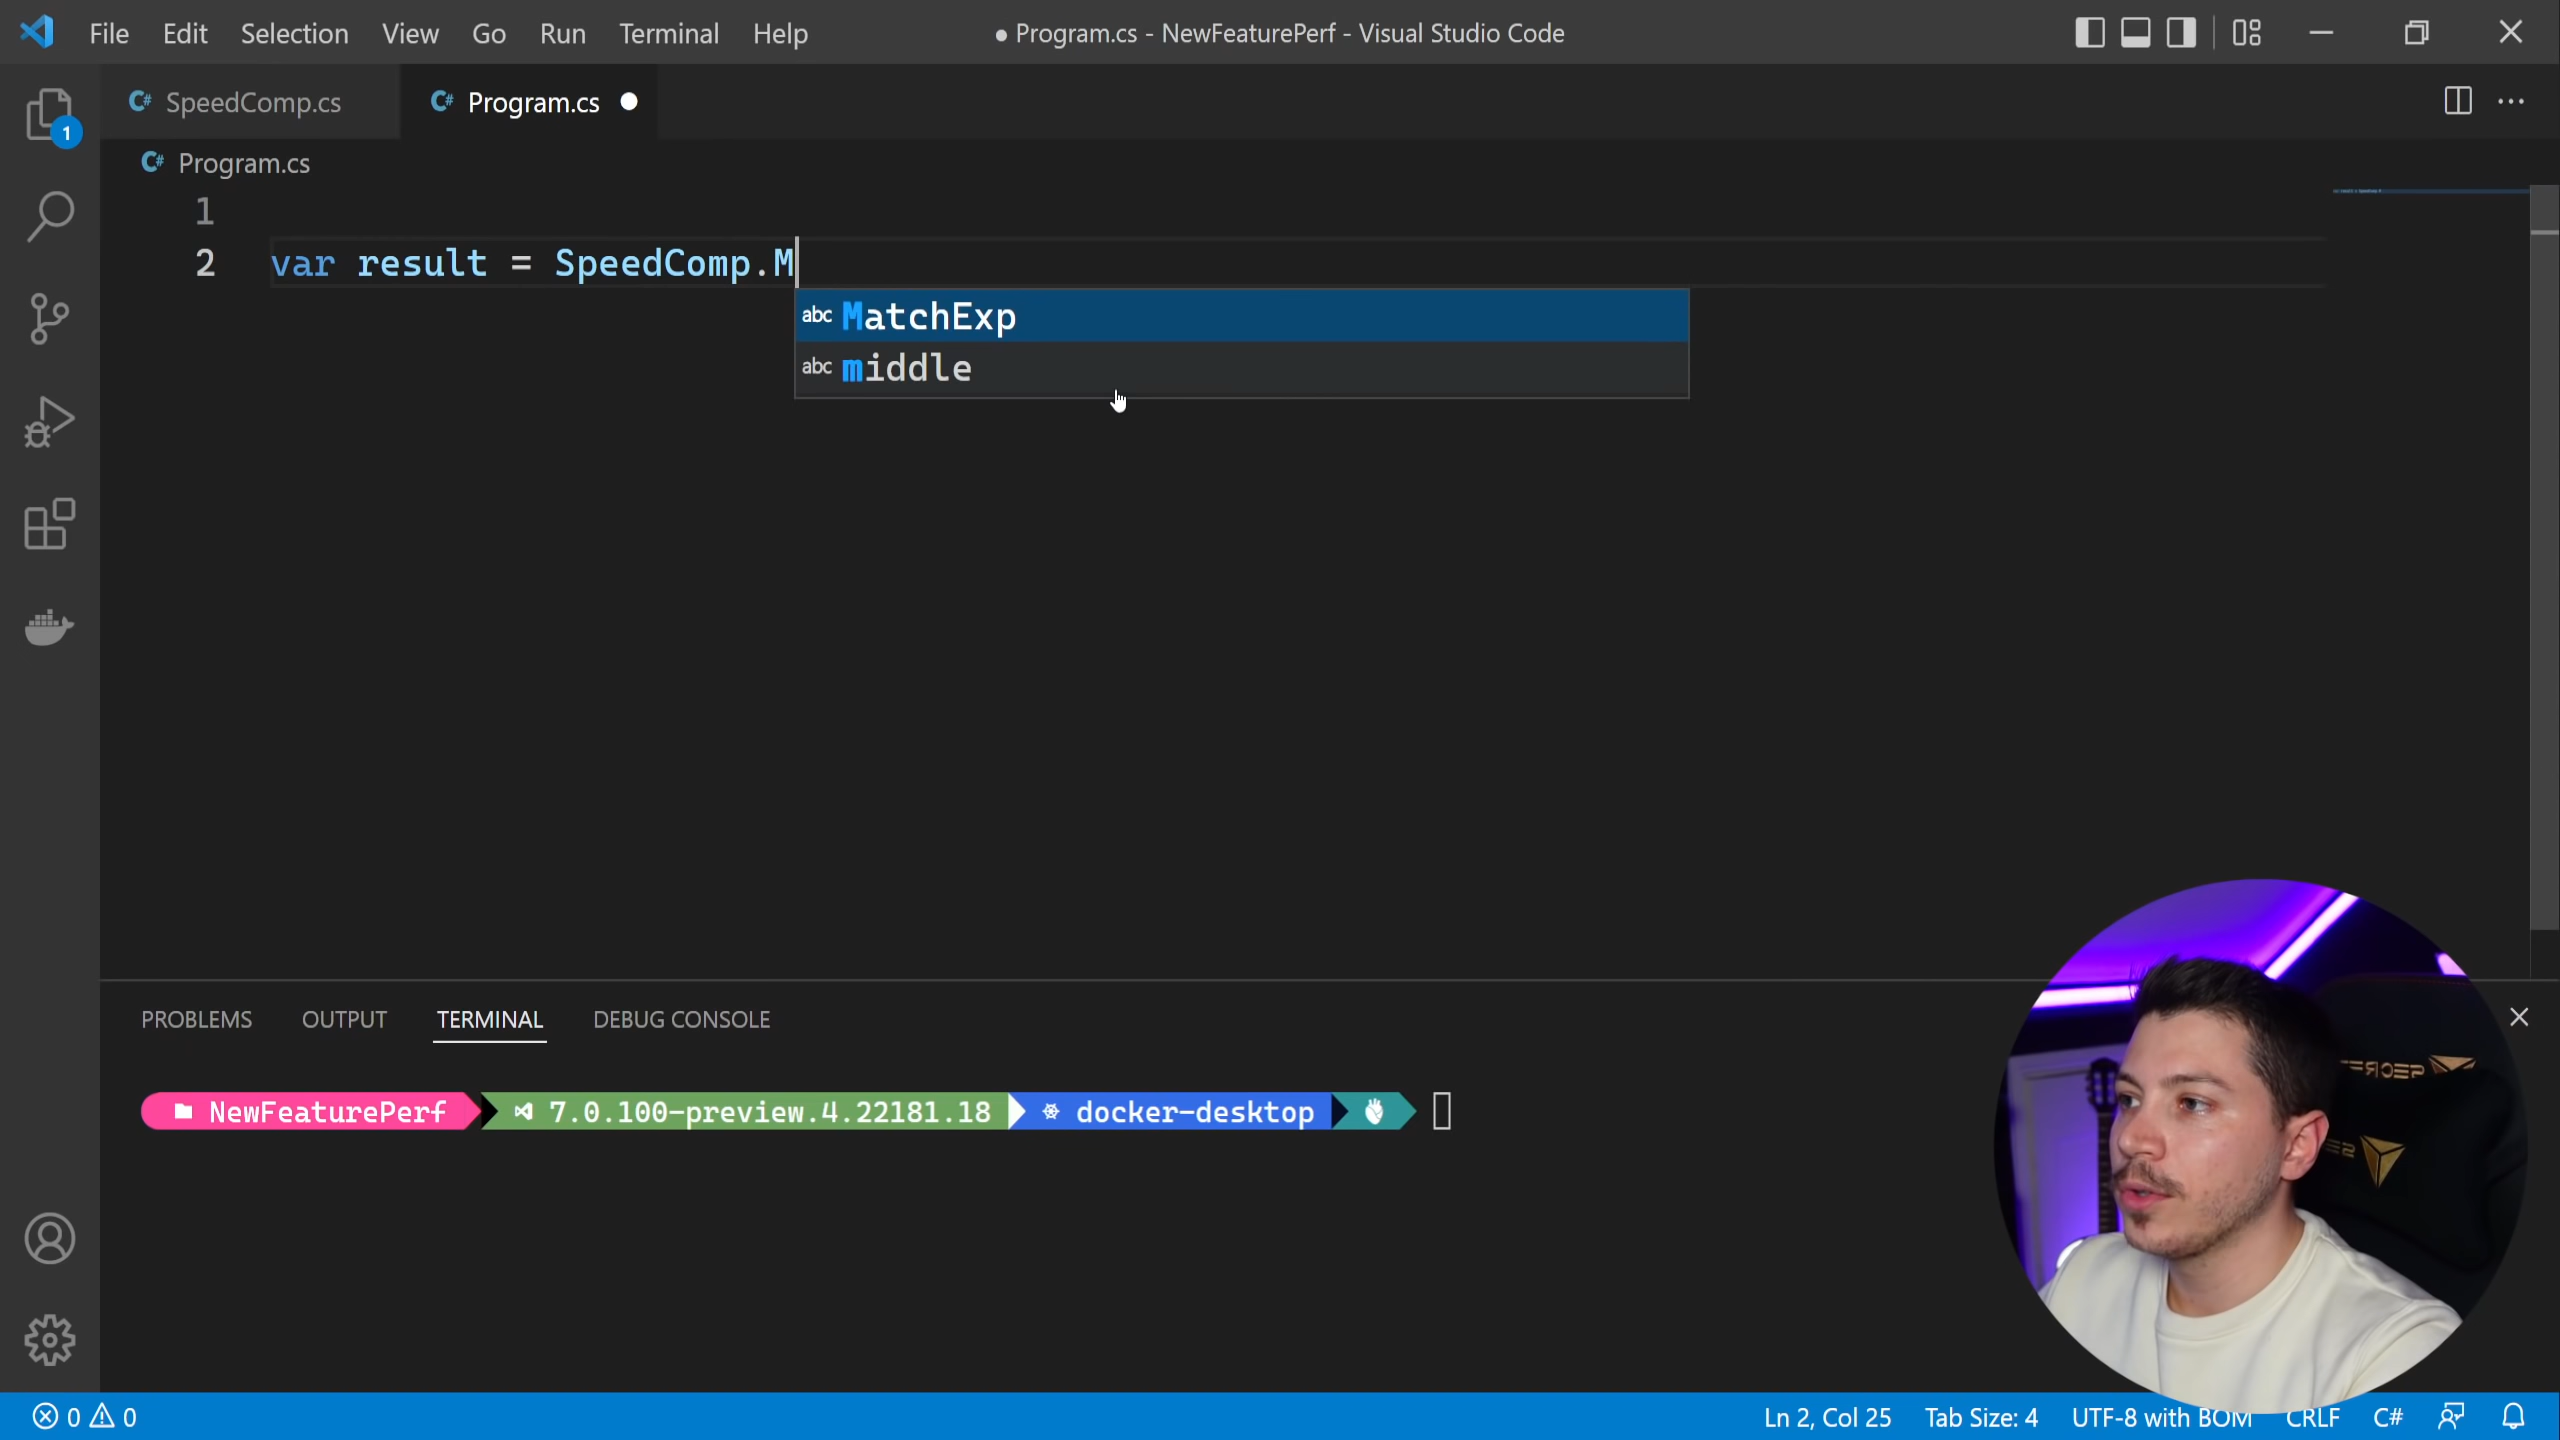 File Edit Selection View Go Run Terminal Help
● Program.cs - NewFeaturePerf - Visual Studio Code
C# SpeedComp.cs
C# Program.cs ●
1
C# Program.cs
1
2 var result = SpeedComp.M
abc MatchExp
abc middle
PROBLEMS OUTPUT TERMINAL DEBUG CONSOLE
NewFeaturePerf 7.0.100-preview.4.22181.18 docker-desktop
0 0
Ln 2, Col 25 Tab Size: 4 UTF-8 with BOM CRLF C#